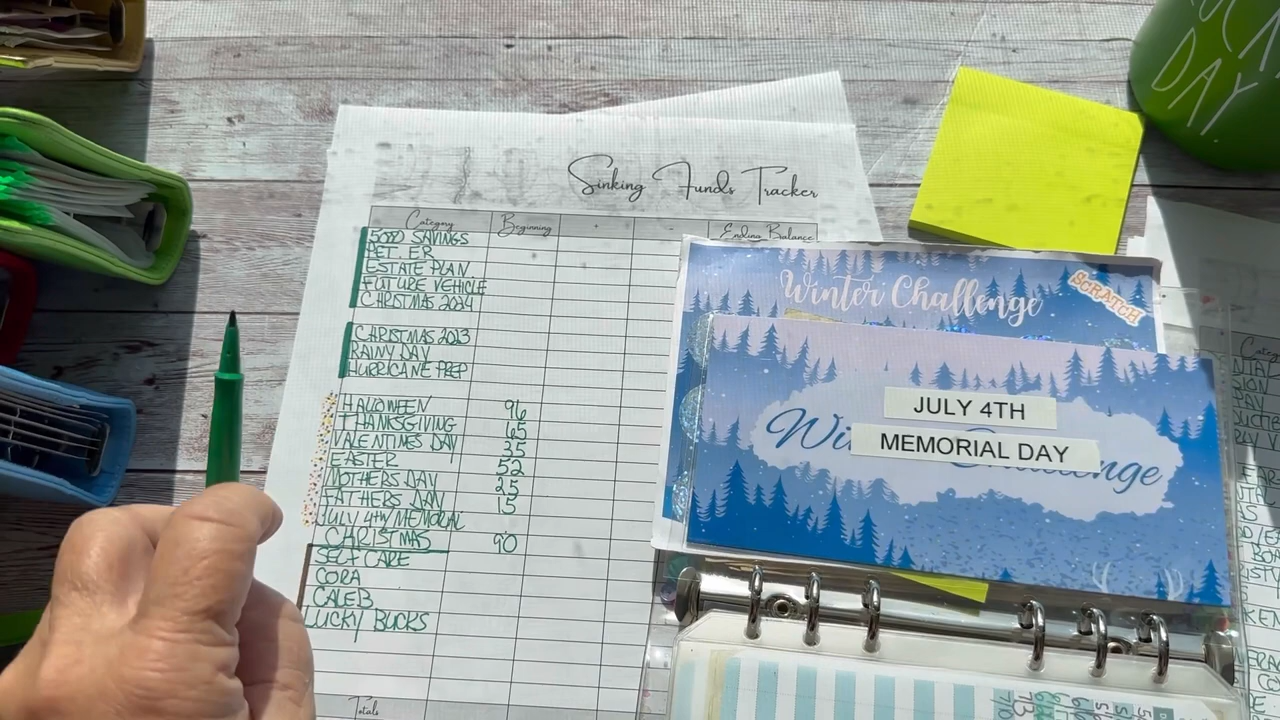 DAY
Sinking Funds Tracker
Category Beginning + - Ending Balance
5000 SAVINGS
PET. ER
ESTATE PLAN
FUTURE VEHICLE
CHRISTMAS 2024
CHRISTMAS 2023
RAINY DAY
HURRICANE PREP
HALLOWEEN 96
THANKSGIVING 65
VALENTINES DAY 35
EASTER 52
MOTHERS DAY 25
FATHERS DAY 15
JULY 4TH/MEMORIAL
CHRISTMAS 90
SELF CARE
CORA
CALEB
LUCKY BUCKS
Totals
Winter Challenge
SCRATCH
JULY 4TH
MEMORIAL DAY